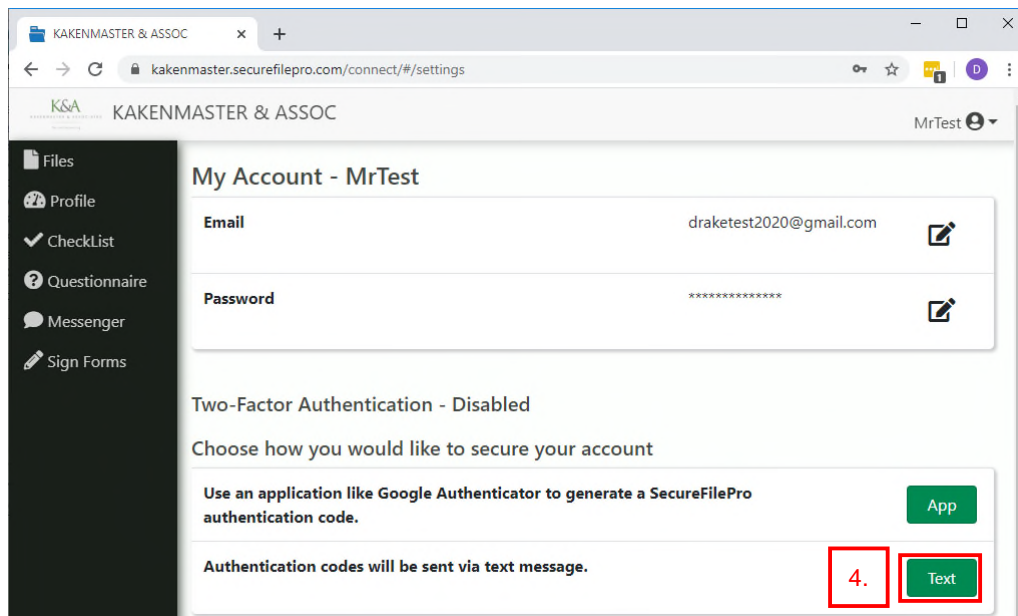 KAKENMASTER & ASSOC
kakenmaster.securefilepro.com/connect/#/settings
1
D
K&A
KAKENMASTER & ASSOC
MrTest
Files
Profile
CheckList
Questionnaire
Messenger
Sign Forms
My Account - MrTest
Email
draketest2020@gmail.com
Password
**************
Two-Factor Authentication - Disabled
Choose how you would like to secure your account
Use an application like Google Authenticator to generate a SecureFilePro
authentication code.
App
Authentication codes will be sent via text message.
4.
Text